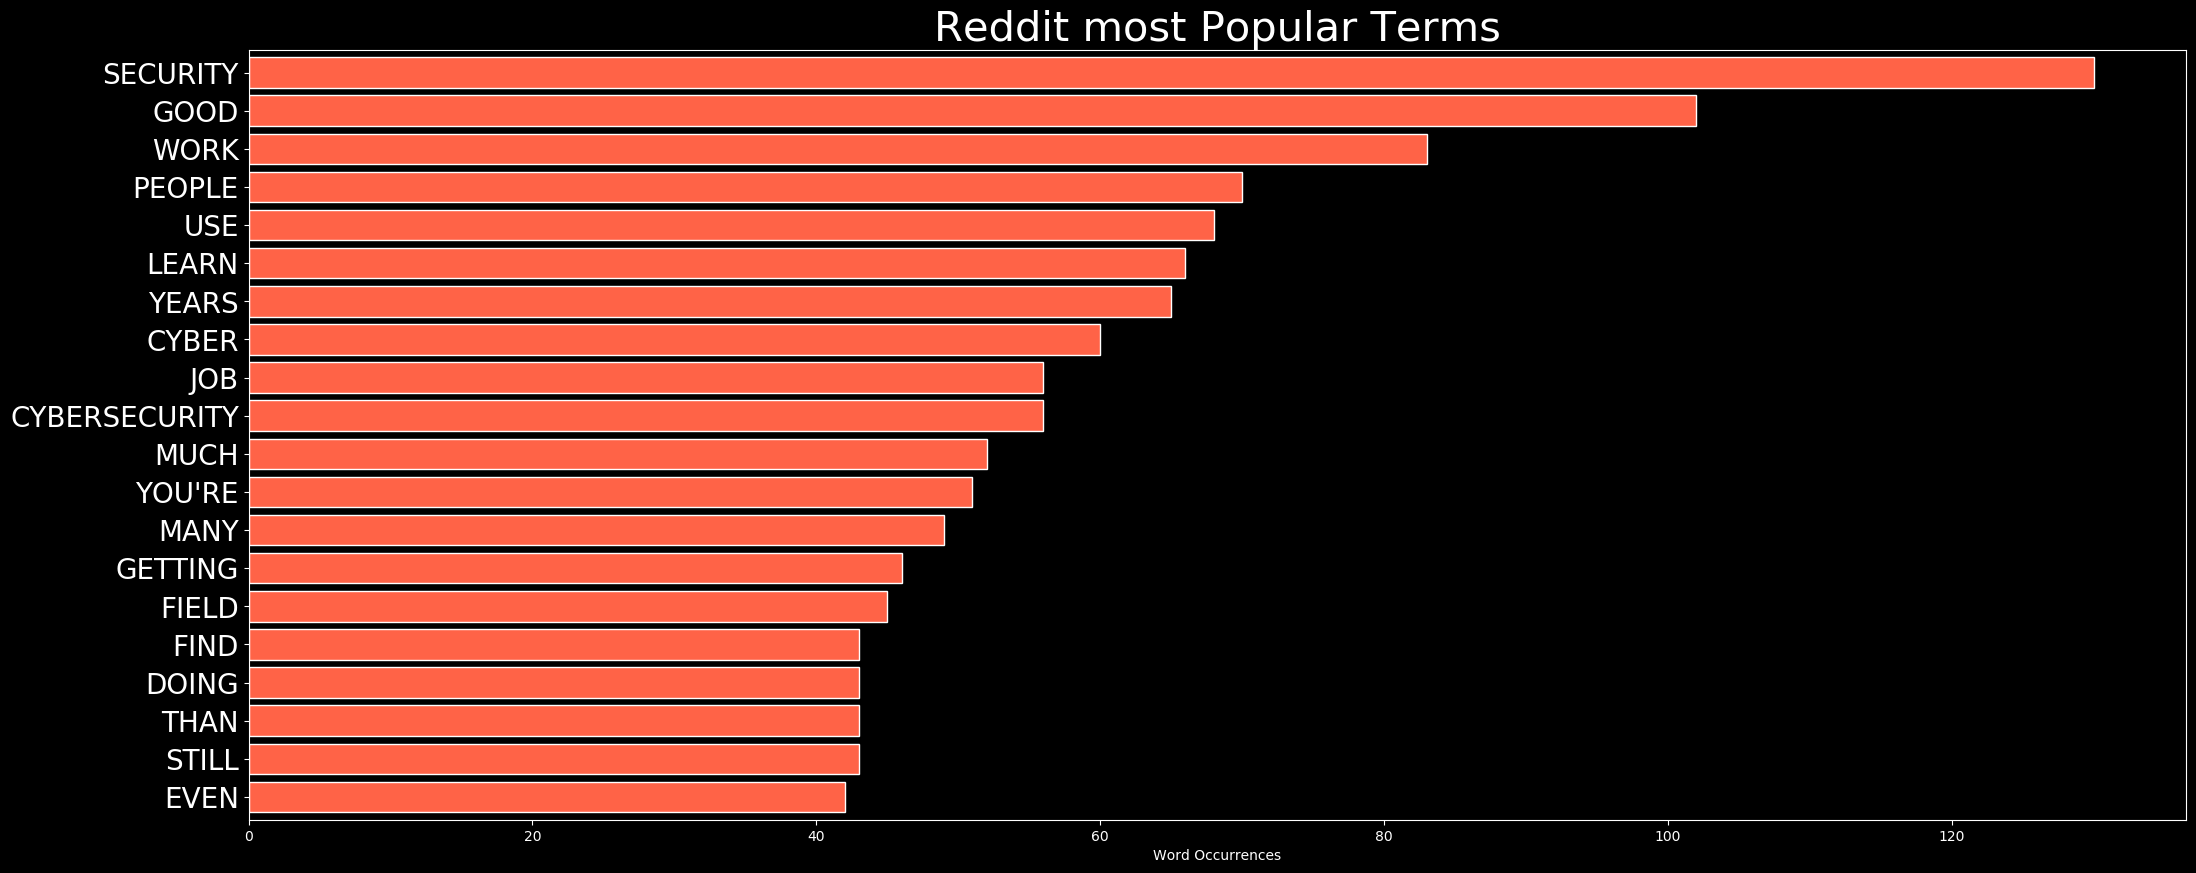 Reddit most Popular Terms
SECURITY
GOOD
WORK
PEOPLE
USE
LEARN
YEARS
CYBER
JOB
CYBERSECURITY
MUCH
YOU'RE
MANY
GETTING
FIELD
FIND
DOING
THAN
STILL
EVEN
0 20 40 60 80 100 120
Word Occurrences